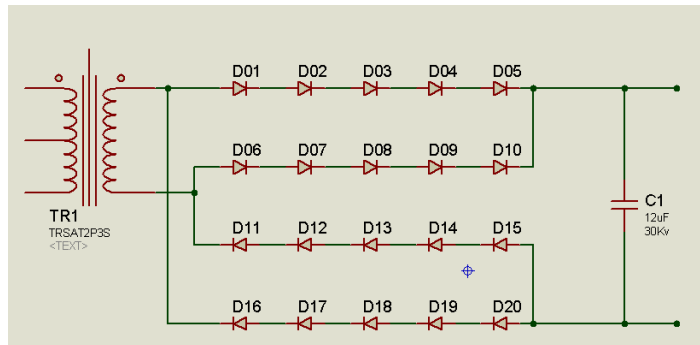 D01 D02 D03 D04 D05
D06 D07 D08 D09 D10
TR1
TRSAT2P3S
<TEXT>
D11 D12 D13 D14 D15
C1
12uF
30Kv
D16 D17 D18 D19 D20